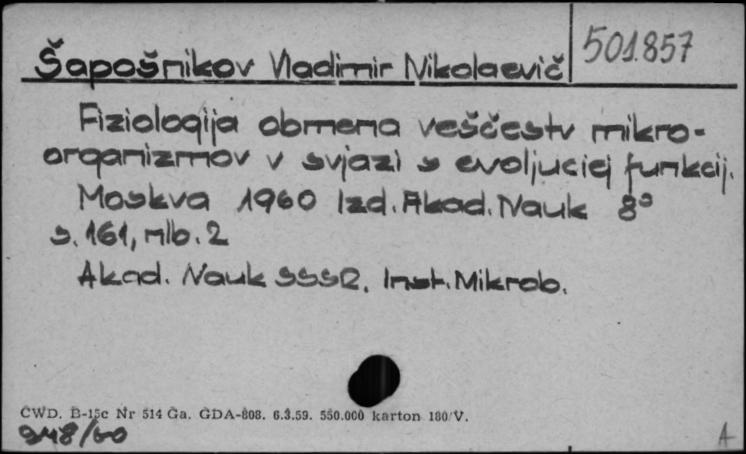 Šapošnikov Vladimir Nikolaevič
501.857
Fiziologija obmena veščestv mikro-
organizmov v svjazi s evoljuciej funkcij.
Moskva 1960 Izd. Akad. Nauk 8°
s. 161, nlb. 2
Akad. Nauk SSSR. Inst. Mikrob.
CWD. B-15c Nr 514 Ga. GDA-808. 6.3.59. 550.000 karton 180/V.
948/60
A